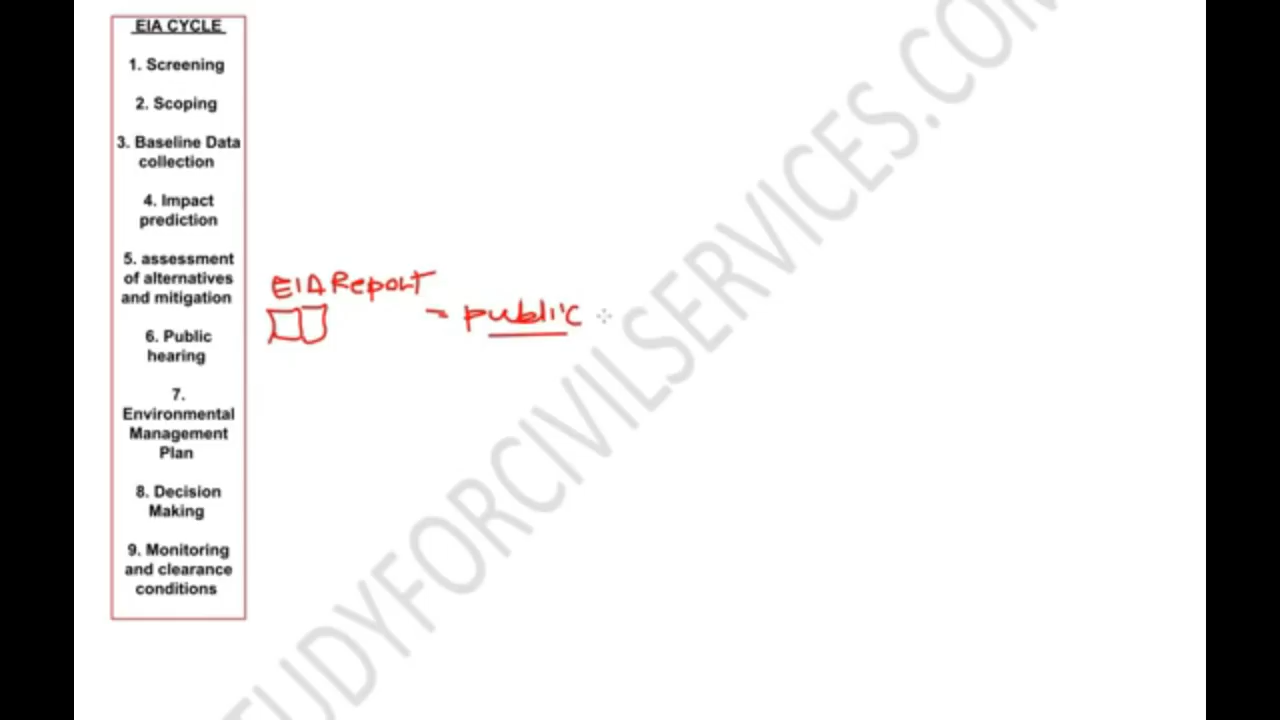 EIA CYCLE
1. Screening
2. Scoping
3. Baseline Data
collection
4. Impact
prediction
5. assessment
of alternatives
and mitigation
6. Public
hearing
7.
Environmental
Management
Plan
8. Decision
Making
9. Monitoring
and clearance
conditions
EIA Report
- public
TUDYFORCIVILSERVICES.COM